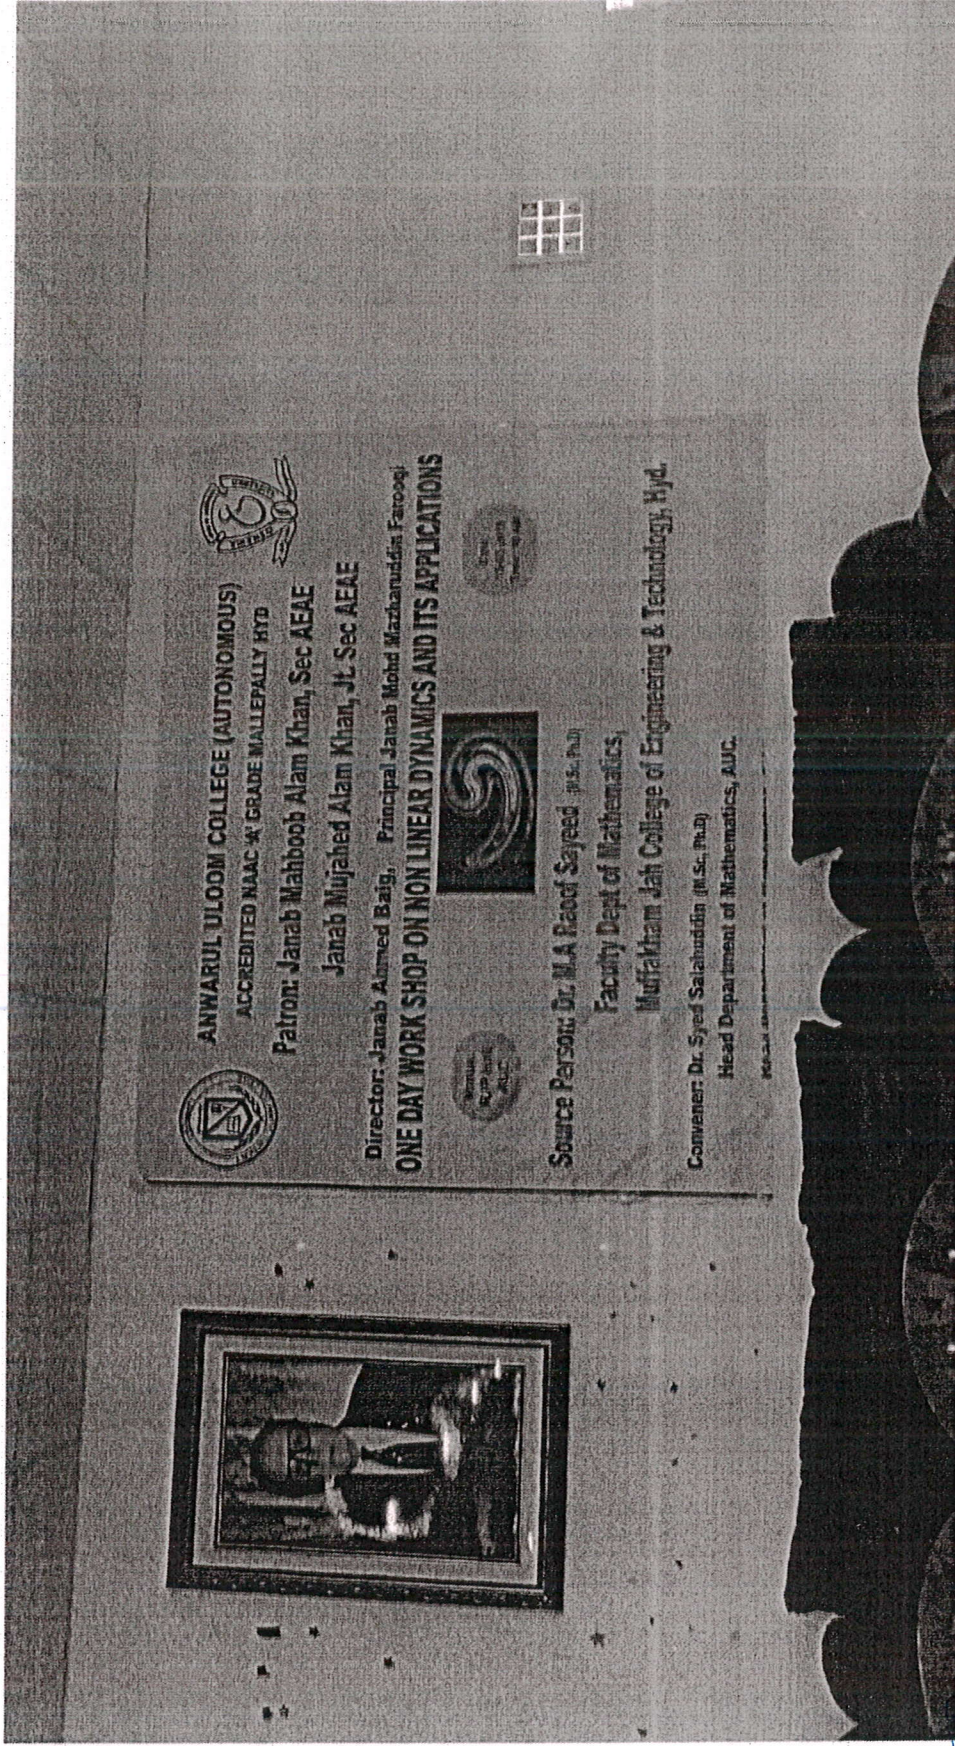 ANWARUL ULOOM COLLEGE (AUTONOMOUS)
ACCREDITED NAAC 'A' GRADE MALLEPALLY HYD
Patron: Janab Mahboob Alam Khan, Sec AEAE
Janab Mujahed Alam Khan, Jt. Sec AEAE
Director: Janab Ahmed Baig, Principal Janab Mohd Mazharuddin Farooqi
ONE DAY WORK SHOP ON NON LINEAR DYNAMICS AND ITS APPLICATIONS
Source Person: Dr. M.A Raoof Sayeed (M.Sc, Ph.D)
Faculty Dept of Mathematics,
Muffakham Jah College of Engineering & Technology, Hyd.
Convener: Dr. Syed Salahuddin (M.Sc, Ph.D)
Head Department of Mathematics, AUC.